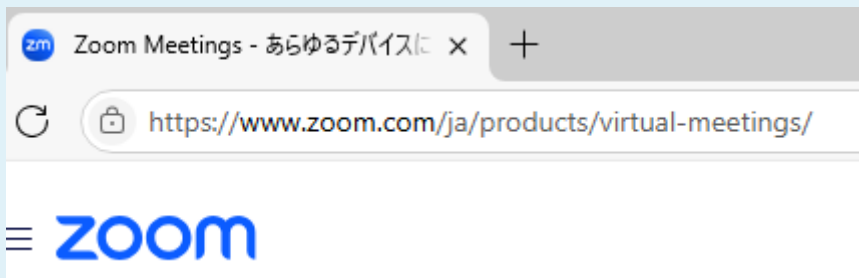 zm Zoom Meetings - あらゆるデバイスに
https://www.zoom.com/ja/products/virtual-meetings/
zoom